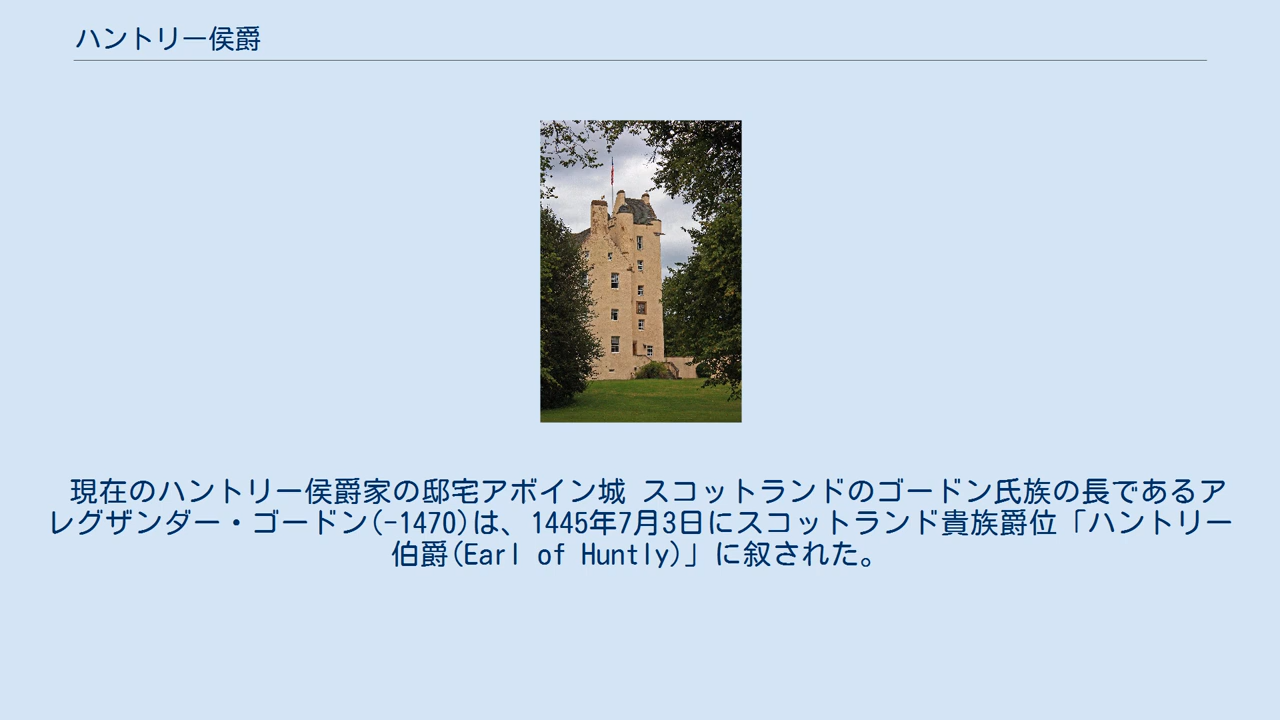 ハントリー侯爵
現在のハントリー侯爵家の邸宅アボイン城 スコットランドのゴードン氏族の長であるア
レグザンダー・ゴードン(-1470)は、1445年7月3日にスコットランド貴族爵位「ハントリー
伯爵(Earl of Huntly)」に叙された。